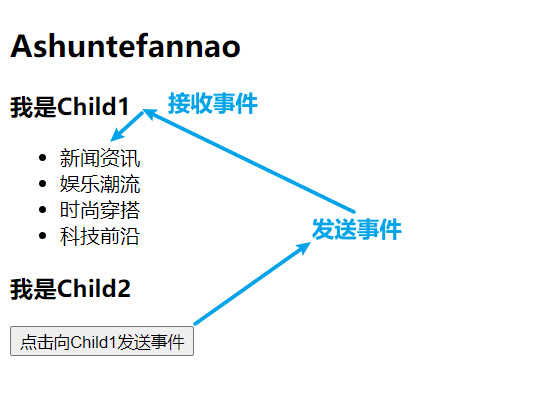 Ashuntefannao
我是Child1
接收事件
新闻资讯
娱乐潮流
时尚穿搭
科技前沿
发送事件
我是Child2
点击向Child1发送事件